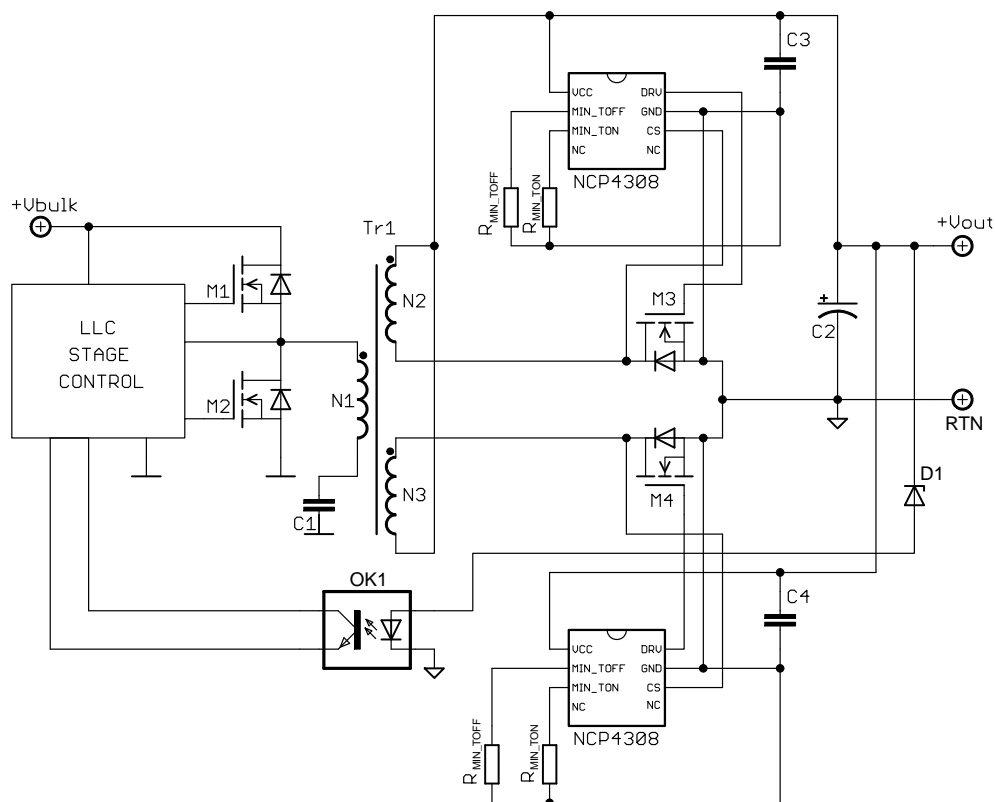 C3
VCC DRV
MIN_TOFF GND
MIN_TON CS
NC NC
NCP4308
RMIN_TOFF
RMIN_TON
+Vbulk
Tr1
+Vout
M1
N2
M3
LLC
STAGE
CONTROL
C2
M2
N1
RTN
N3
M4
D1
C1
OK1
C4
VCC DRV
MIN_TOFF GND
MIN_TON CS
NC NC
NCP4308
RMIN_TOFF
RMIN_TON